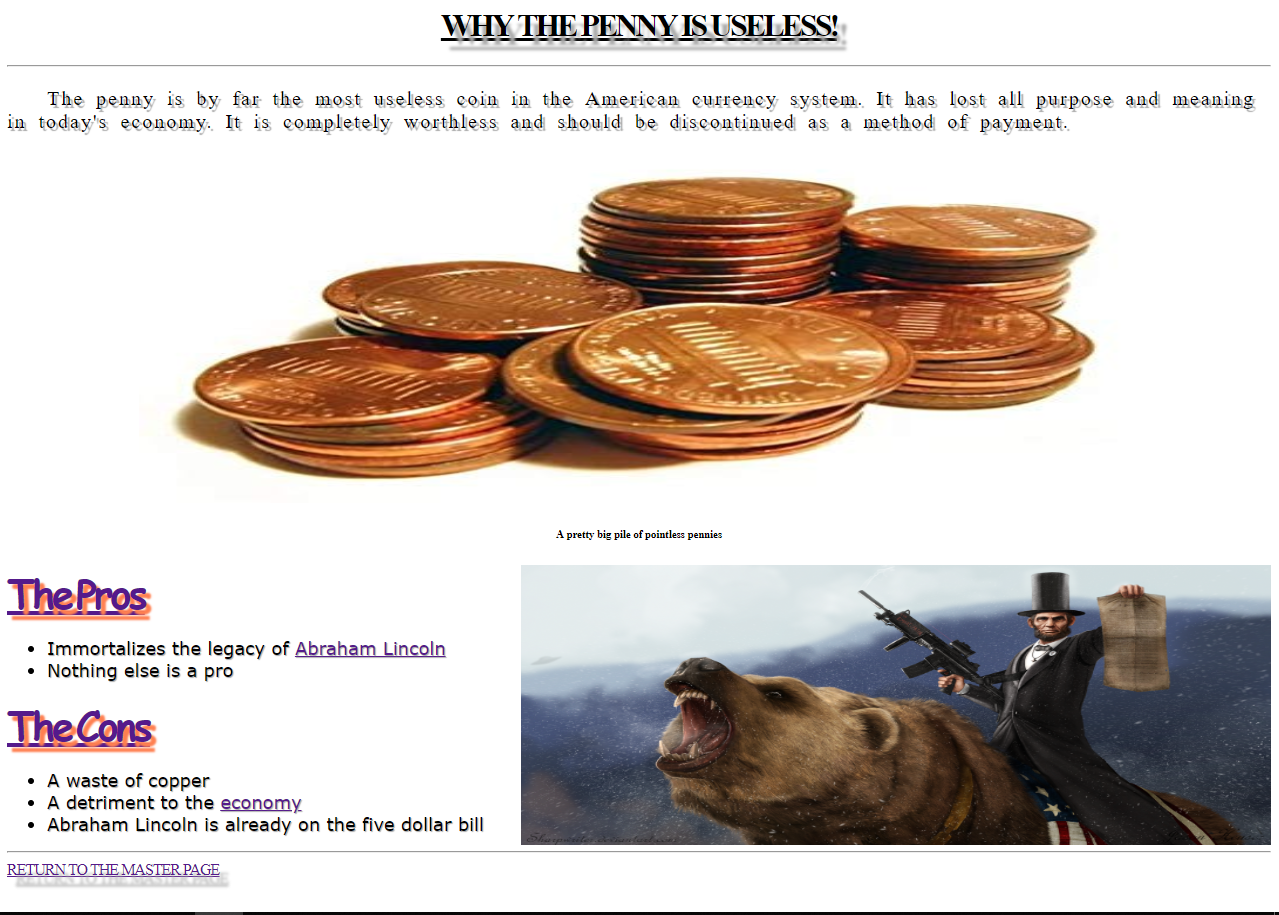 WHY THE PENNY IS USELESS!
The penny is by far the most useless coin in the American currency system. It has lost all purpose and meaning
in today's economy. It is completely worthless and should be discontinued as a method of payment.
A pretty big pile of pointless pennies
The Pros
Immortalizes the legacy of Abraham Lincoln
Nothing else is a pro
The Cons
A waste of copper
A detriment to the economy
Abraham Lincoln is already on the five dollar bill
RETURN TO THE MASTER PAGE